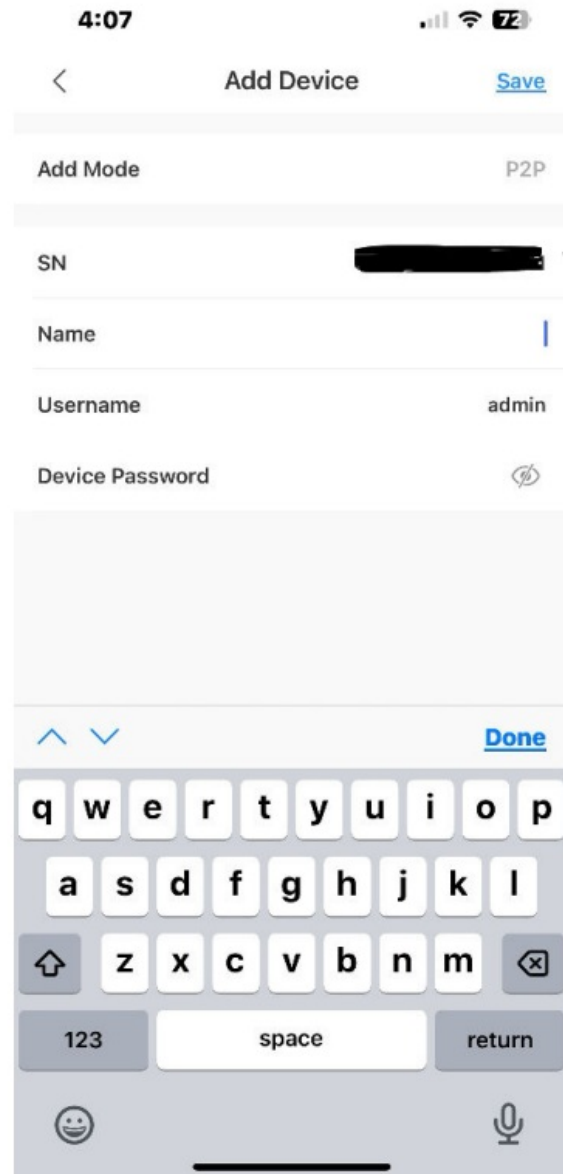 4:07
72
Add Device
Save
Add Mode
P2P
SN
Name
Username
admin
Device Password
Done
q w e r t y u i o p
a s d f g h j k l
z x c v b n m
123
space
return